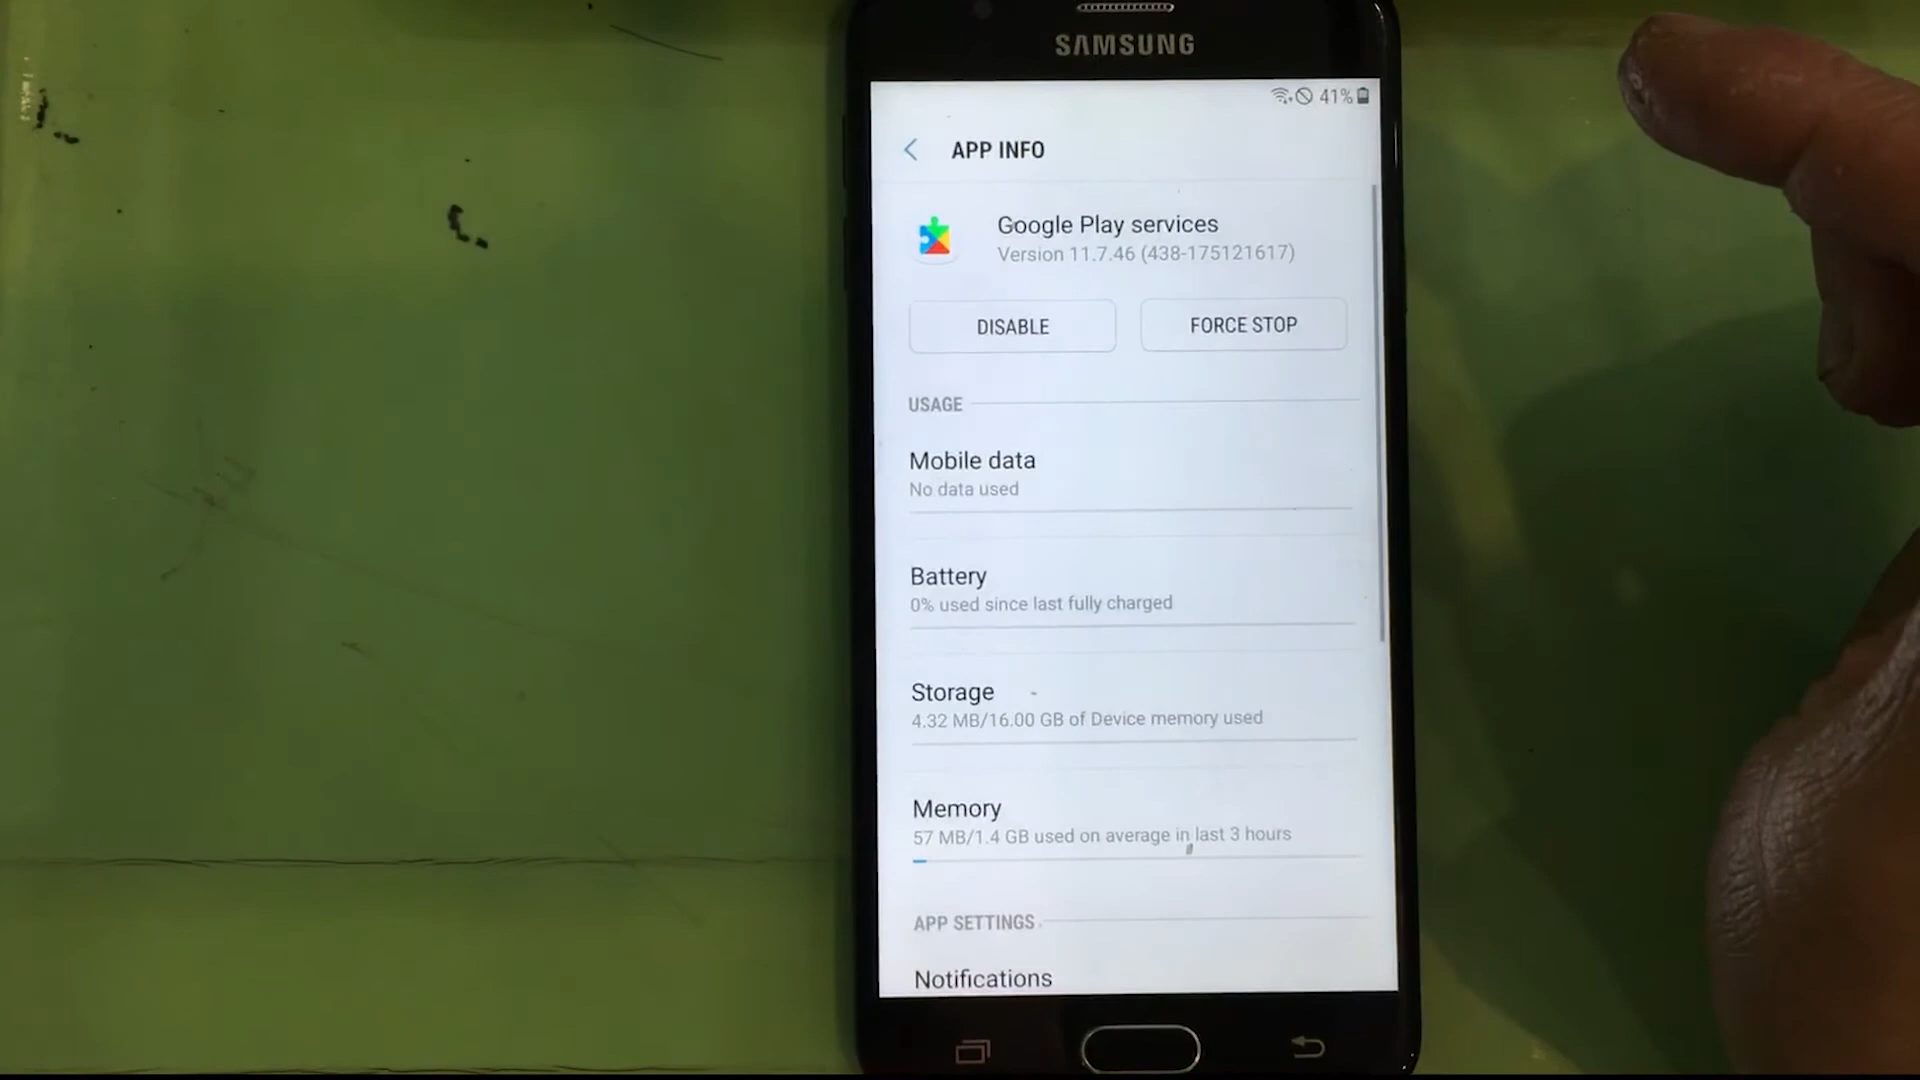 SAMSUNG
41%
APP INFO
Google Play services
Version 11.7.46 (438-175121617)
DISABLE
FORCE STOP
USAGE
Mobile data
No data used
Battery
0% used since last fully charged
Storage
4.32 MB/16.00 GB of Device memory used
Memory
57 MB/1.4 GB used on average in last 3 hours
APP SETTINGS
Notifications